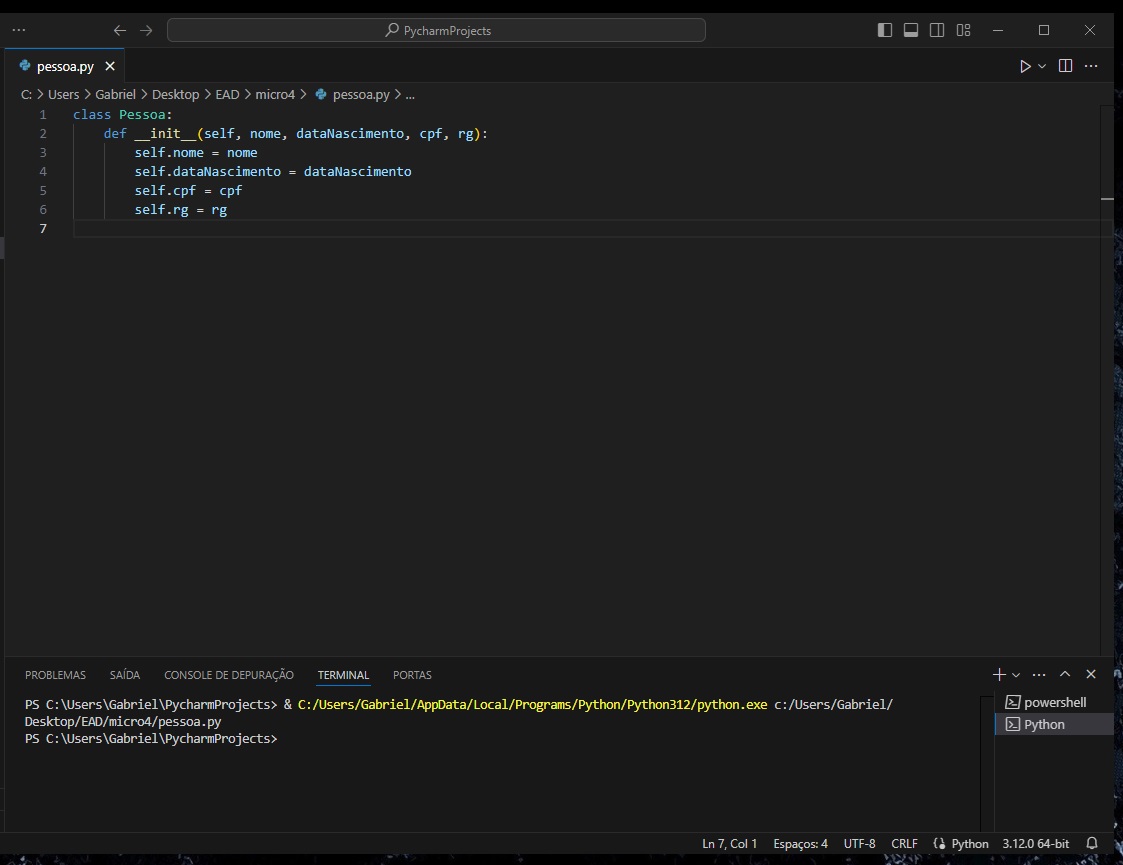 PycharmProjects
pessoa.py
C: > Users > Gabriel > Desktop > EAD > micro4 > pessoa.py > ...
1 class Pessoa:
2 def __init__(self, nome, dataNascimento, cpf, rg):
3 self.nome = nome
4 self.dataNascimento = dataNascimento
5 self.cpf = cpf
6 self.rg = rg
7
PROBLEMAS SAÍDA CONSOLE DE DEPURAÇÃO TERMINAL PORTAS
PS C:\Users\Gabriel\PycharmProjects> & C:/Users/Gabriel/AppData/Local/Programs/Python/Python312/python.exe c:/Users/Gabriel/
Desktop/EAD/micro4/pessoa.py
PS C:\Users\Gabriel\PycharmProjects>
powershell
Python
Ln 7, Col 1 Espaços: 4 UTF-8 CRLF Python 3.12.0 64-bit